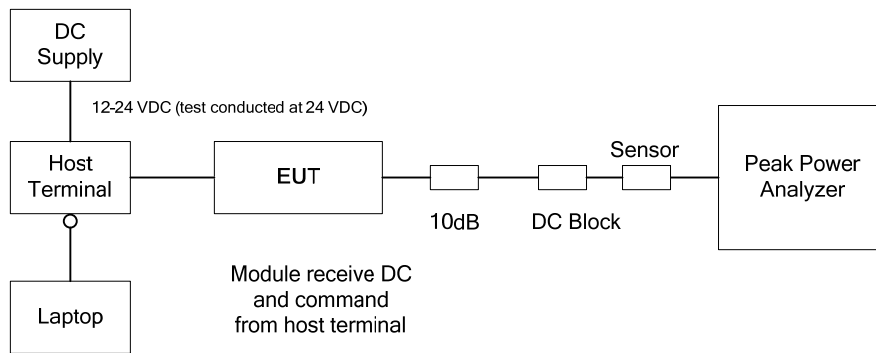 DC
Supply
12-24 VDC (test conducted at 24 VDC)
Host
Terminal
EUT
10dB
DC Block
Sensor
Peak Power
Analyzer
Laptop
Module receive DC
and command
from host terminal